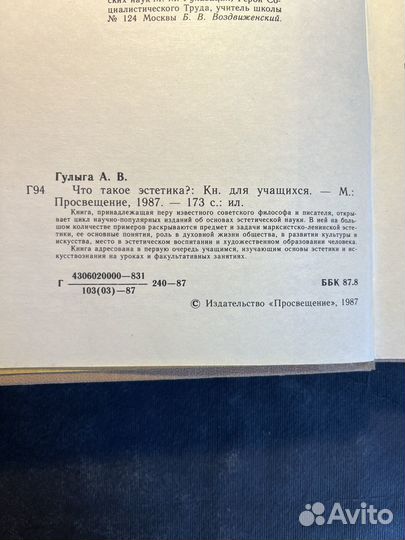 Труда, учитель школы
№ 124 Москвы Б. В. Воздвиженский.
Гулыга А. В.
Г94 Что такое эстетика?: Кн. для учащихся. — М.:
Просвещение, 1987. — 173 с.: ил.
Книга, принадлежащая перу известного советского философа и писателя, откры-
вает цикл научно-популярных изданий об основах эстетической науки. В ней на боль-
шом количестве примеров раскрываются предмет и задачи марксистско-ленинской эсте-
тики, ее основные понятия, роль в духовной жизни общества, в развитии культуры и
искусства, место в эстетическом воспитании и художественном образовании человека.
Книга адресована в первую очередь учащимся, изучающим основы эстетики и
искусствознания на уроках и факультативных занятиях.
Г 4306020000—831
103(03)—87 240—87 ББК 87.8
© Издательство «Просвещение», 1987
Avito